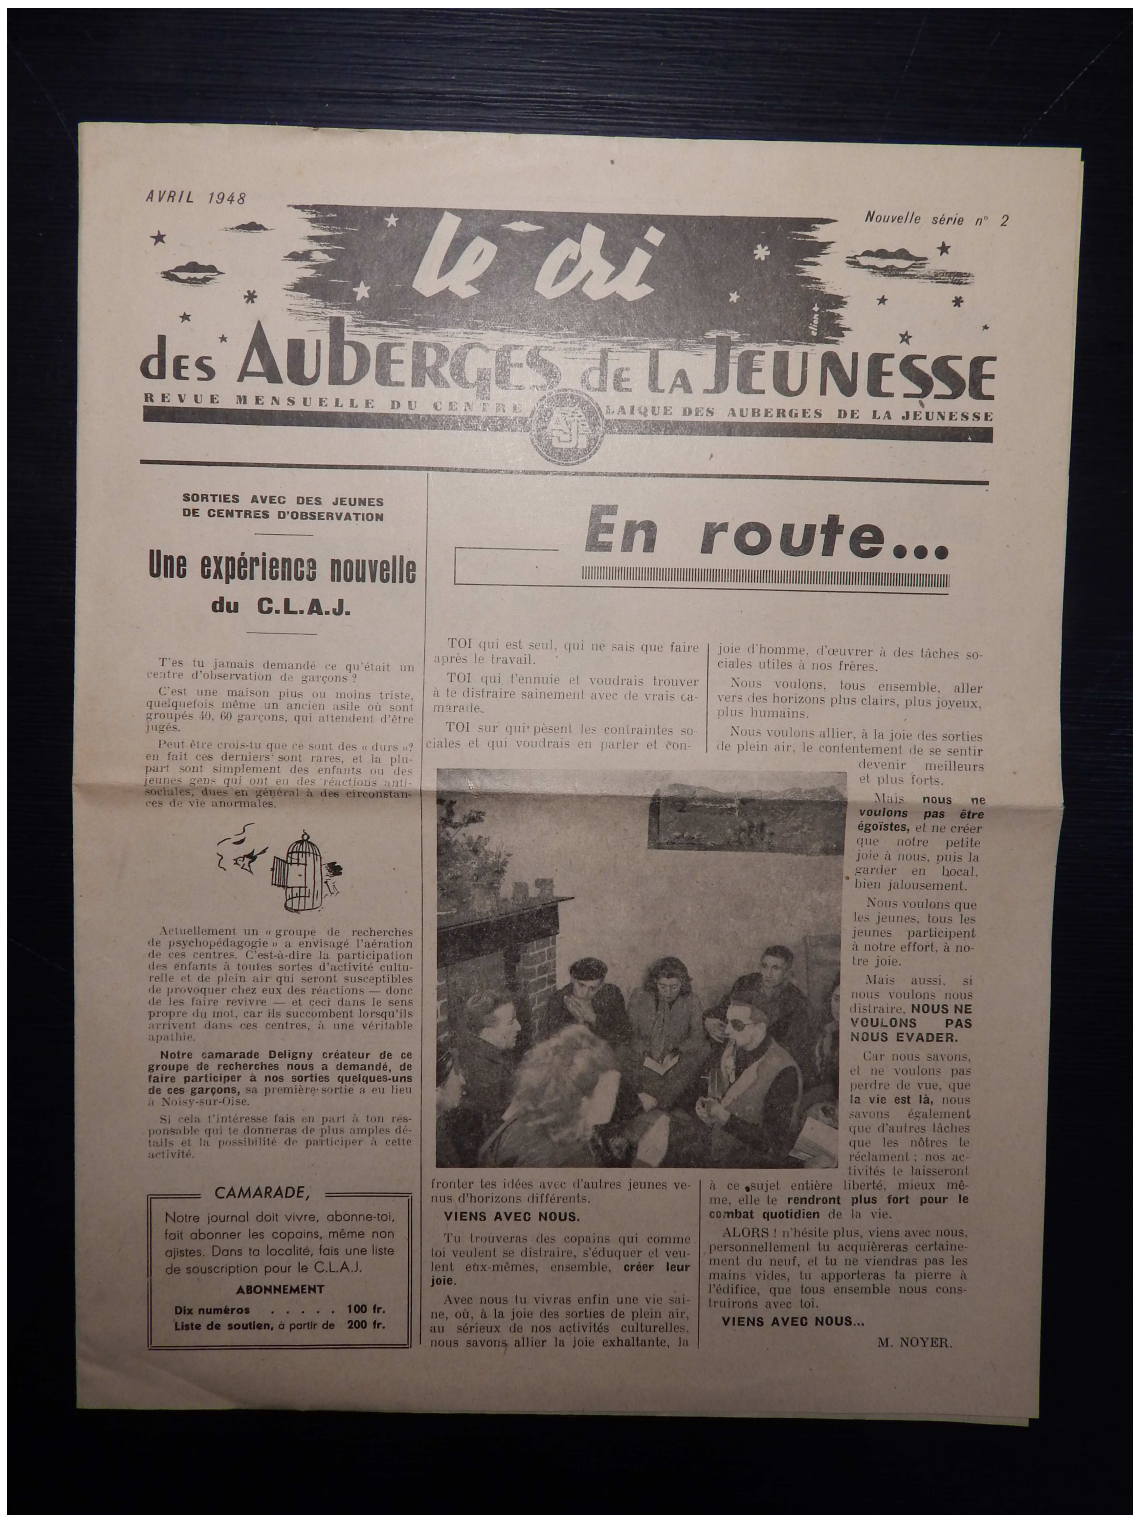 AVRIL 1948
Nouvelle série n° 2
le cri
des AubERGES de LA JEUNESSE
REVUE MENSUELLE DU CENTRE LAIQUE DES AUBERGES DE LA JEUNESSE
AJ
SORTIES AVEC DES JEUNES
DE CENTRES D'OBSERVATION
Une expérience nouvelle
du C.L.A.J.
T'es tu jamais demandé ce qu'était un
centre d'observation de garçons ?
C'est une maison plus ou moins triste,
quelquefois même un ancien asile où sont
groupés 40, 60 garçons, qui attendent d'être
jugés.
Peut être crois-tu que ce sont des « durs »?
en fait ces derniers sont rares, et la plu-
part sont simplement des enfants ou des
jeunes gens qui ont eu des réactions anti-
sociales, dues en général à des circonstan-
ces de vie anormales.
Actuellement un « groupe de recherches
de psychopédagogie » a envisagé l'aération
de ces centres. C'est-à-dire la participation
des enfants à toutes sortes d'activité cultu-
relle et de plein air qui seront susceptibles
de provoquer chez eux des réactions — donc
de les faire revivre — et ceci dans le sens
propre du mot, car ils succombent lorsqu'ils
arrivent dans ces centres, à une véritable
apathie.
Notre camarade Deligny créateur de ce
groupe de recherches nous a demandé, de
faire participer à nos sorties quelques-uns
de ces garçons, sa première sortie a eu lieu
à Noisy-sur-Oise.
Si cela t'intéresse fais en part à ton res-
ponsable qui te donneras de plus amples dé-
tails et la possibilité de participer à cette
activité.
CAMARADE,
Notre journal doit vivre, abonne-toi,
fait abonner les copains, même non
ajistes. Dans ta localité, fais une liste
de souscription pour le C.L.A.J.
ABONNEMENT
Dix numéros . . . . . 100 fr.
Liste de soutien, à partir de 200 fr.
En route...
TOI qui est seul, qui ne sais que faire
après le travail.
TOI qui t'ennuie et voudrais trouver
à te distraire sainement avec de vrais ca-
marade.
TOI sur qui pèsent les contraintes so-
ciales et qui voudrais en parler et con-
fronter tes idées avec d'autres jeunes ve-
nus d'horizons différents.
VIENS AVEC NOUS.
Tu trouveras des copains qui comme
toi veulent se distraire, s'éduquer et veu-
lent eux-mêmes, ensemble, créer leur
joie.
Avec nous tu vivras enfin une vie sai-
ne, où, à la joie des sorties de plein air,
au sérieux de nos activités culturelles,
nous savons allier la joie exhaltante, la
joie d'homme, d'œuvrer à des tâches so-
ciales utiles à nos frères.
Nous voulons, tous ensemble, aller
vers des horizons plus clairs, plus joyeux,
plus humains.
Nous voulons allier, à la joie des sorties
de plein air, le contentement de se sentir
devenir meilleurs
et plus forts.
Mais nous ne
voulons pas être
égoïstes, et ne créer
que notre petite
joie à nous, puis la
garder en bocal,
bien jalousement.
Nous voulons que
les jeunes, tous les
jeunes participent
à notre effort, à no-
tre joie.
Mais aussi, si
nous voulons nous
distraire, NOUS NE
VOULONS PAS
NOUS EVADER.
Car nous savons,
et ne voulons pas
perdre de vue, que
la vie est là, nous
savons également
que d'autres tâches
que les nôtres te
réclament ; nos ac-
tivités te laisseront
à ce sujet entière liberté, mieux mê-
me, elle te rendront plus fort pour le
combat quotidien de la vie.
ALORS ! n'hésite plus, viens avec nous,
personnellement tu acquièreras certaine-
ment du neuf, et tu ne viendras pas les
mains vides, tu apporteras ta pierre à
l'édifice, que tous ensemble nous cons-
truirons avec toi.
VIENS AVEC NOUS...
M. NOYER.